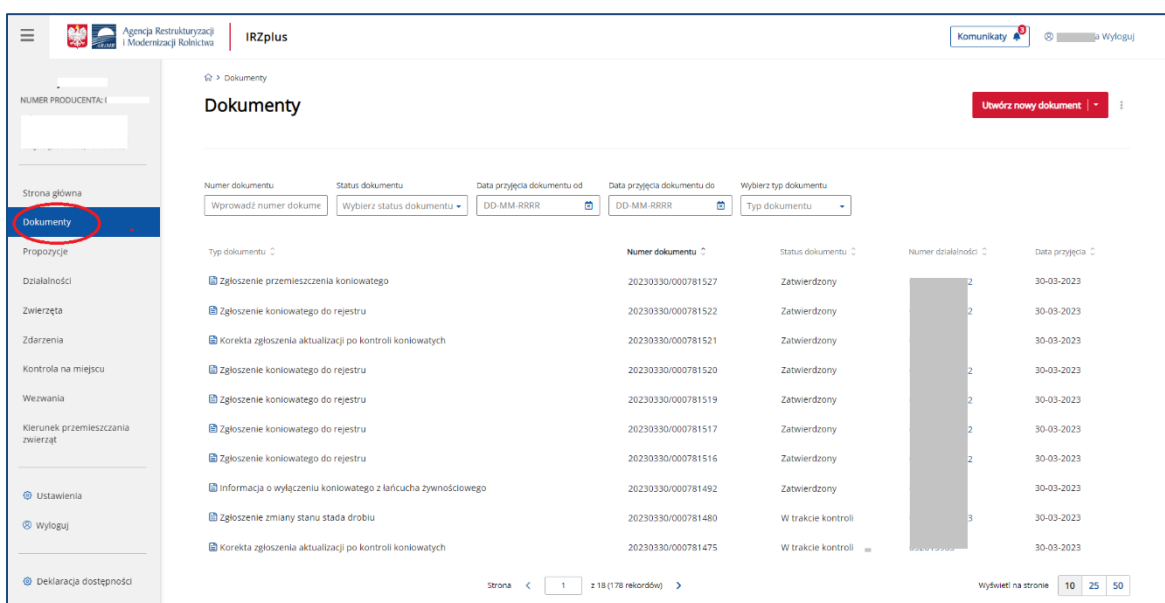 Agencja Restrukturyzacji
i Modernizacji Rolnictwa
IRZplus
Komunikaty 3
Wyloguj
NUMER PRODUCENTA:
Strona główna
Dokumenty
Propozycje
Działalności
Zwierzęta
Zdarzenia
Kontrola na miejscu
Wezwania
Kierunek przemieszczania
zwierząt
Ustawienia
Wyloguj
Deklaracja dostępności
> Dokumenty
Dokumenty
Utwórz nowy dokument
Numer dokumentu Status dokumentu Data przyjęcia dokumentu od Data przyjęcia dokumentu do Wybierz typ dokumentu
Wprowadź numer dokume Wybierz status dokumentu DD-MM-RRRR DD-MM-RRRR Typ dokumentu
Typ dokumentu Numer dokumentu Status dokumentu Numer działalności Data przyjęcia
Zgłoszenie przemieszczenia koniowatego 20230330/000781527 Zatwierdzony 2 30-03-2023
Zgłoszenie koniowatego do rejestru 20230330/000781522 Zatwierdzony 2 30-03-2023
Korekta zgłoszenia aktualizacji po kontroli koniowatych 20230330/000781521 Zatwierdzony 30-03-2023
Zgłoszenie koniowatego do rejestru 20230330/000781520 Zatwierdzony 2 30-03-2023
Zgłoszenie koniowatego do rejestru 20230330/000781519 Zatwierdzony 2 30-03-2023
Zgłoszenie koniowatego do rejestru 20230330/000781517 Zatwierdzony 2 30-03-2023
Zgłoszenie koniowatego do rejestru 20230330/000781516 Zatwierdzony 2 30-03-2023
Informacja o wyłączeniu koniowatego z łańcucha żywnościowego 20230330/000781492 Zatwierdzony 30-03-2023
Zgłoszenie zmiany stanu stada drobiu 20230330/000781480 W trakcie kontroli 3 30-03-2023
Korekta zgłoszenia aktualizacji po kontroli koniowatych 20230330/000781475 W trakcie kontroli 30-03-2023
Strona < 1 z 18 (178 rekordów) > Wyświetl na stronie 10 25 50